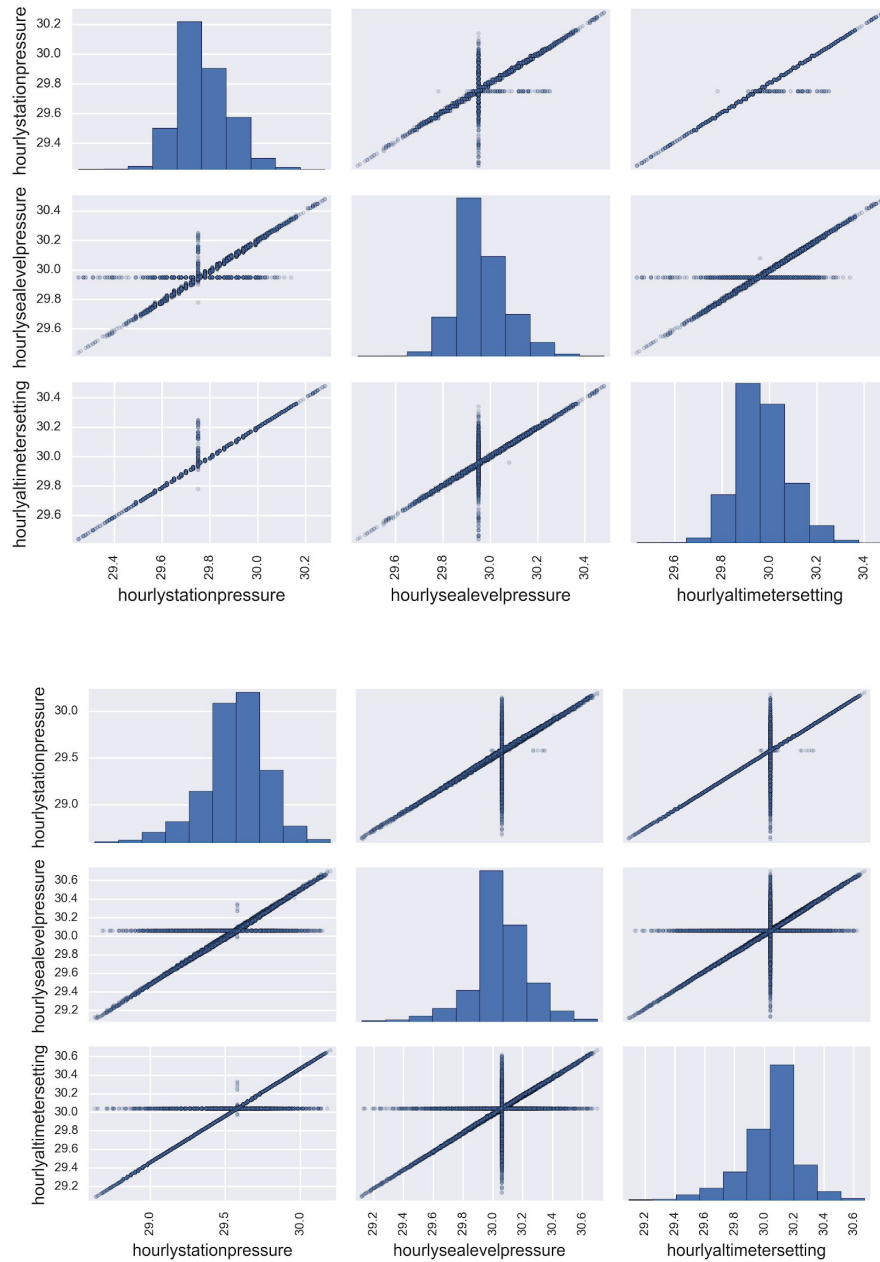 hourlystationpressure
30.2
30.0
29.8
29.6
29.4
hourlysealevelpressure
30.4
30.2
30.0
29.8
29.6
hourlyaltimetersetting
30.4
30.2
30.0
29.8
29.6
29.4 29.6 29.8 30.0 30.2
29.6 29.8 30.0 30.2 30.4
29.6 29.8 30.0 30.2 30.4
hourlystationpressure hourlysealevelpressure hourlyaltimetersetting
hourlystationpressure
30.0
29.5
29.0
hourlysealevelpressure
30.6
30.4
30.2
30.0
29.8
29.6
29.4
29.2
hourlyaltimetersetting
30.6
30.4
30.2
30.0
29.8
29.6
29.4
29.2
29.0 29.5 30.0
29.2 29.4 29.6 29.8 30.0 30.2 30.4 30.6
29.2 29.4 29.6 29.8 30.0 30.2 30.4 30.6
hourlystationpressure hourlysealevelpressure hourlyaltimetersetting